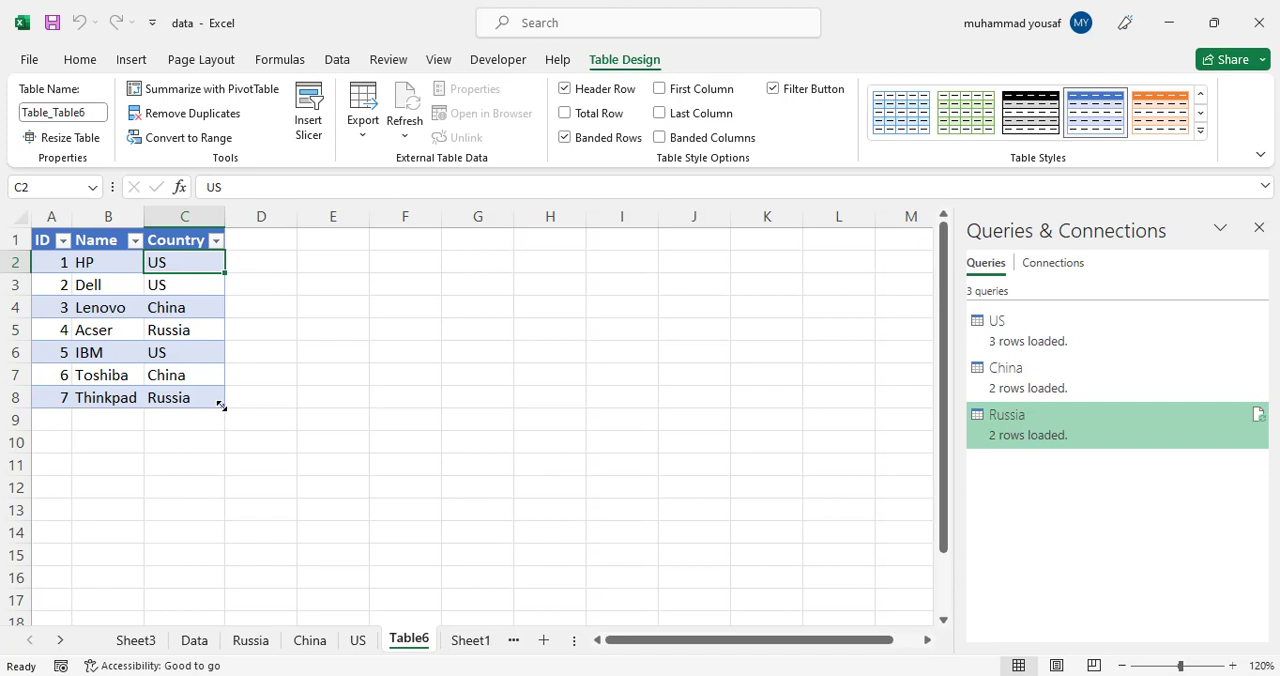 data - Excel
Search
muhammad yousaf
MY
File Home Insert Page Layout Formulas Data Review View Developer Help Table Design
Share
Table Name:
Table_Table6
Resize Table
Properties
Summarize with PivotTable
Remove Duplicates
Convert to Range
Insert
Slicer
Tools
Export
Refresh
Properties
Open in Browser
Unlink
External Table Data
Header Row First Column Filter Button
Total Row Last Column
Banded Rows Banded Columns
Table Style Options
Table Styles
C2 fx US
A B C D E F G H I J K L M
1 ID Name Country
2 1 HP US
3 2 Dell US
4 3 Lenovo China
5 4 Acser Russia
6 5 IBM US
7 6 Toshiba China
8 7 Thinkpad Russia
9
10
11
12
13
14
15
16
17
18
Queries & Connections
Queries Connections
3 queries
US
3 rows loaded.
China
2 rows loaded.
Russia
2 rows loaded.
Sheet3 Data Russia China US Table6 Sheet1
Ready Accessibility: Good to go 120%